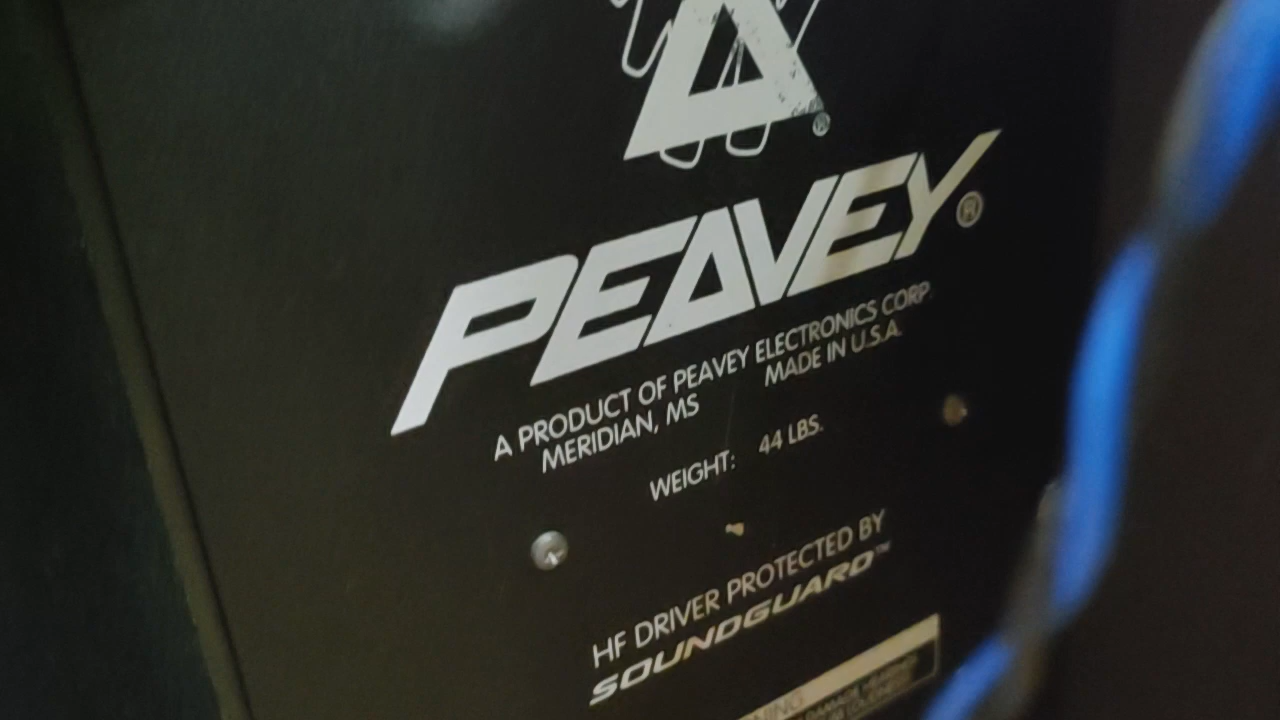 PEAVEY®
A PRODUCT OF PEAVEY ELECTRONICS CORP.
MERIDIAN, MS MADE IN U.S.A.
WEIGHT: 44 LBS.
HF DRIVER PROTECTED BY
SOUNDGUARD™